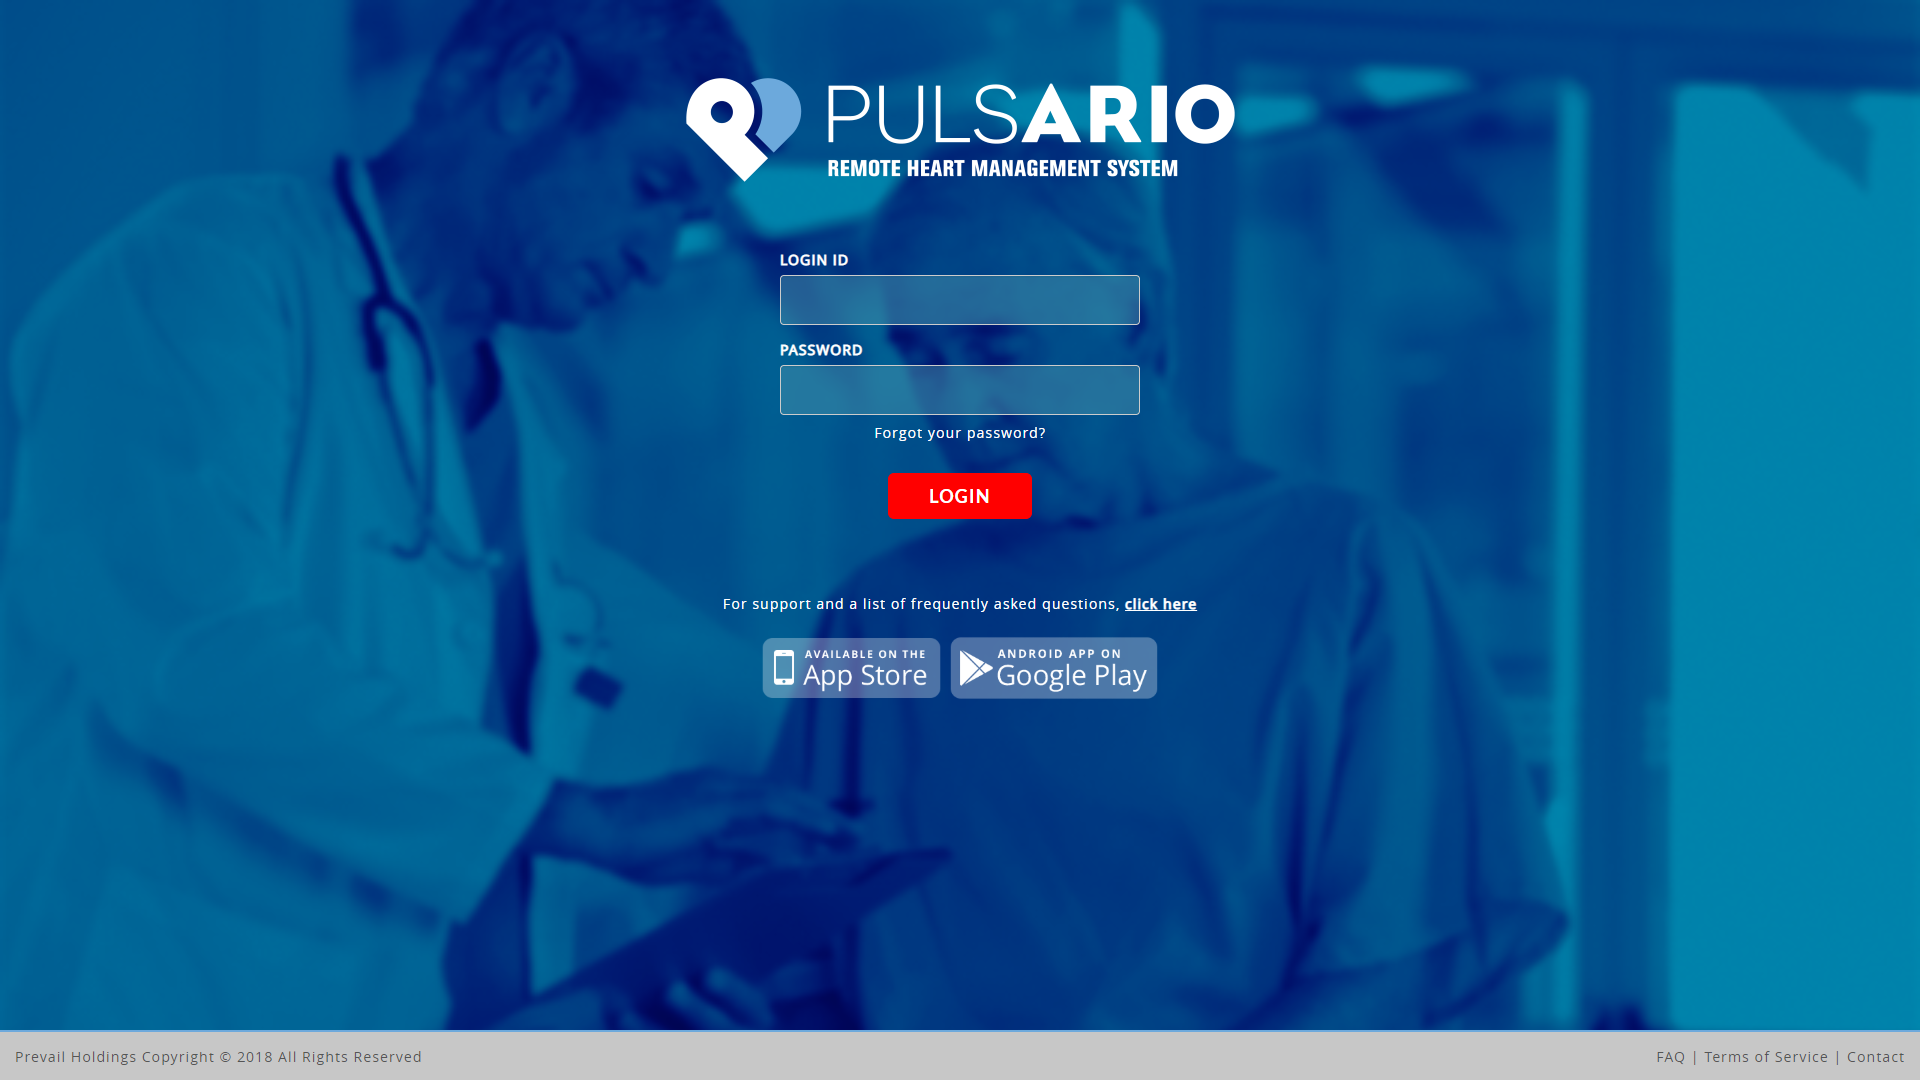 PULSARIO
REMOTE HEART MANAGEMENT SYSTEM
LOGIN ID
PASSWORD
Forgot your password?
LOGIN
For support and a list of frequently asked questions, click here
AVAILABLE ON THE
App Store
ANDROID APP ON
Google Play
Prevail Holdings Copyright © 2018 All Rights Reserved
FAQ | Terms of Service | Contact